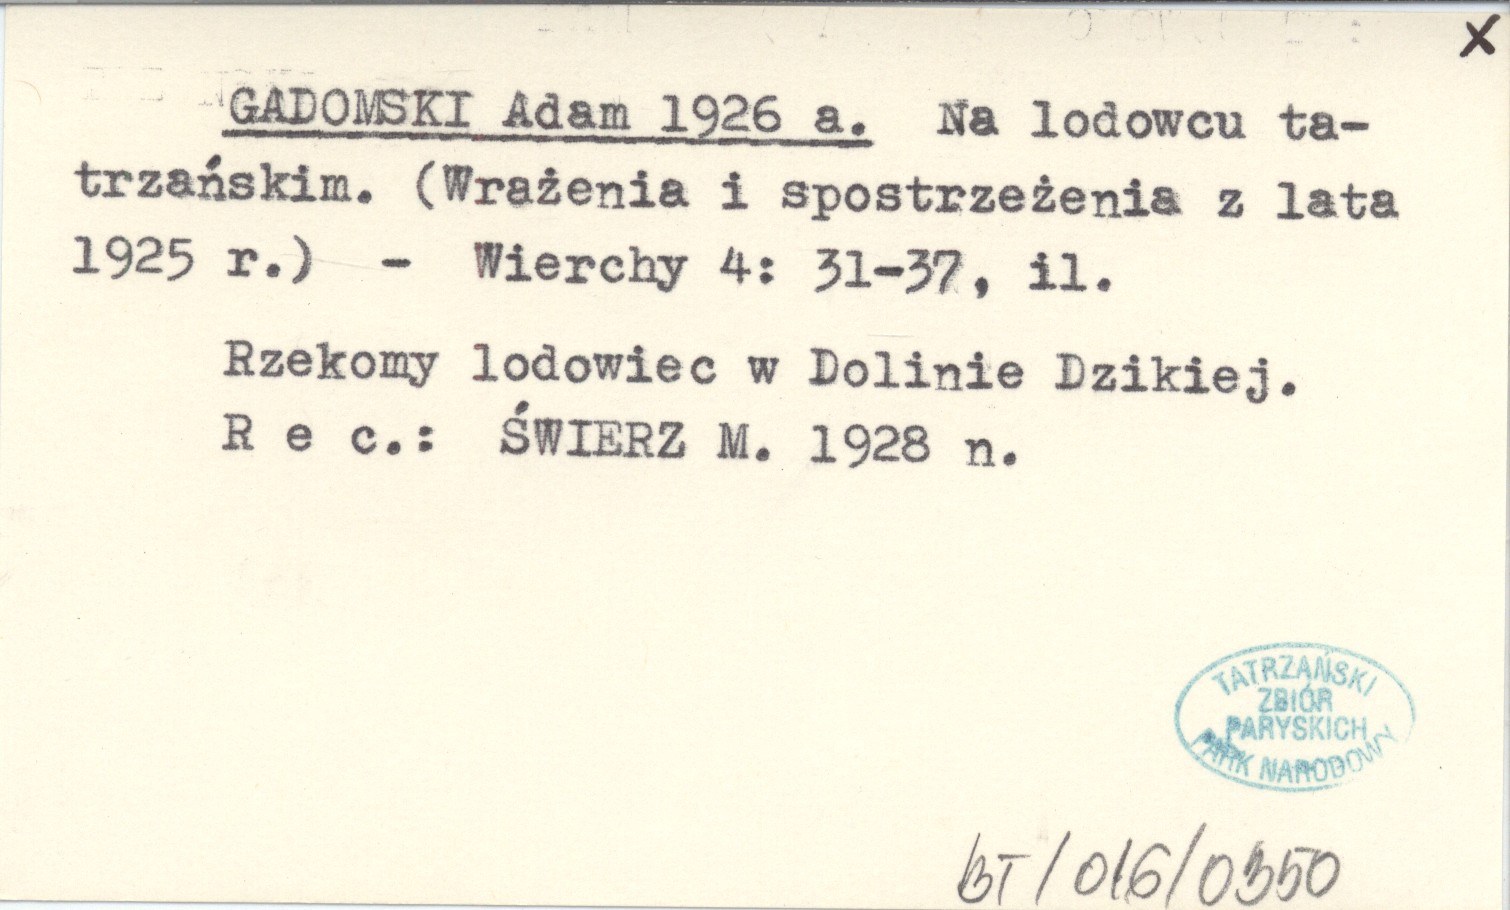 X
GADOMSKI Adam 1926 a. Na lodowcu ta-
trzańskim. (Wrażenia i spostrzeżenia z lata
1925 r.) - Wierchy 4: 31-37, il.
Rzekomy lodowiec w Dolinie Dzikiej.
R e c.: ŚWIERZ M. 1928 n.
TATRZAŃSKI
ZBIÓR
PARYSKICH
PARK NARODOWY
BT/016/0350